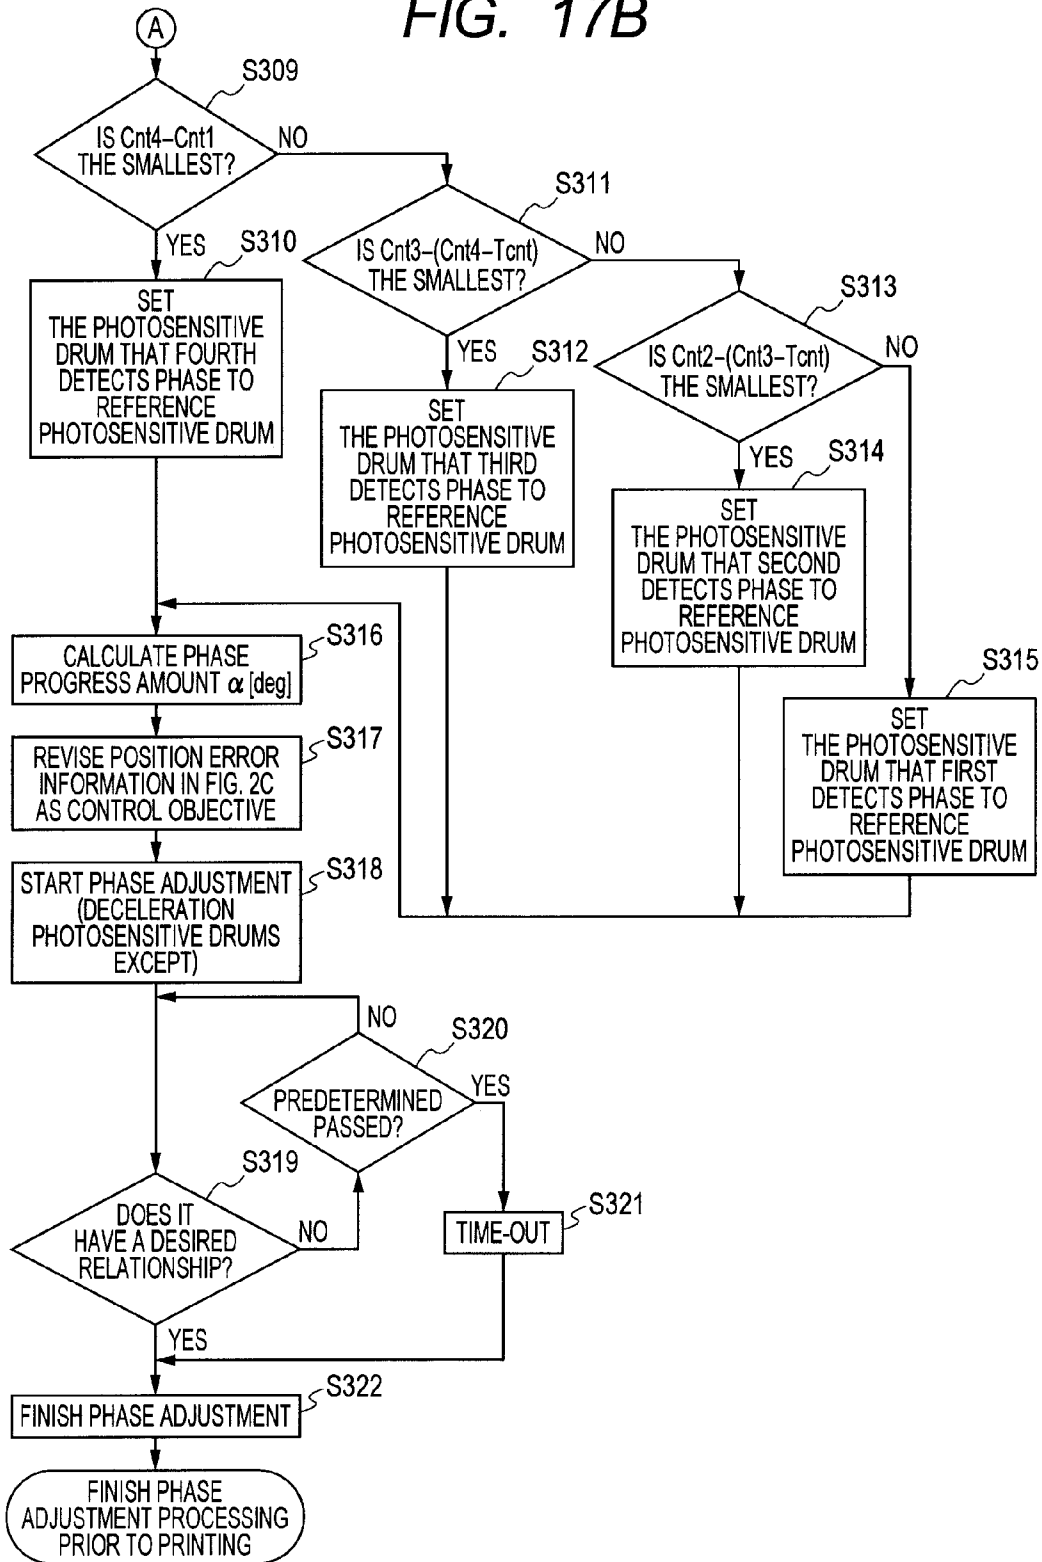 FIG. 17B
A
S309
IS Cnt4–Cnt1
THE SMALLEST?
NO
YES
S310
SET
THE PHOTOSENSITIVE
DRUM THAT FOURTH
DETECTS PHASE TO
REFERENCE
PHOTOSENSITIVE DRUM
S311
IS Cnt3–(Cnt4–Tcnt)
THE SMALLEST?
NO
YES
S312
SET
THE PHOTOSENSITIVE
DRUM THAT THIRD
DETECTS PHASE TO
REFERENCE
PHOTOSENSITIVE DRUM
S313
IS Cnt2–(Cnt3–Tcnt)
THE SMALLEST?
NO
YES
S314
SET
THE PHOTOSENSITIVE
DRUM THAT SECOND
DETECTS PHASE TO
REFERENCE
PHOTOSENSITIVE DRUM
S315
SET
THE PHOTOSENSITIVE
DRUM THAT FIRST
DETECTS PHASE TO
REFERENCE
PHOTOSENSITIVE DRUM
S316
CALCULATE PHASE
PROGRESS AMOUNT α [deg]
S317
REVISE POSITION ERROR
INFORMATION IN FIG. 2C
AS CONTROL OBJECTIVE
S318
START PHASE ADJUSTMENT
(DECELERATION
PHOTOSENSITIVE DRUMS
EXCEPT)
NO
S320
PREDETERMINED
PASSED?
YES
S319
DOES IT
HAVE A DESIRED
RELATIONSHIP?
NO
S321
TIME-OUT
YES
S322
FINISH PHASE ADJUSTMENT
FINISH PHASE
ADJUSTMENT PROCESSING
PRIOR TO PRINTING